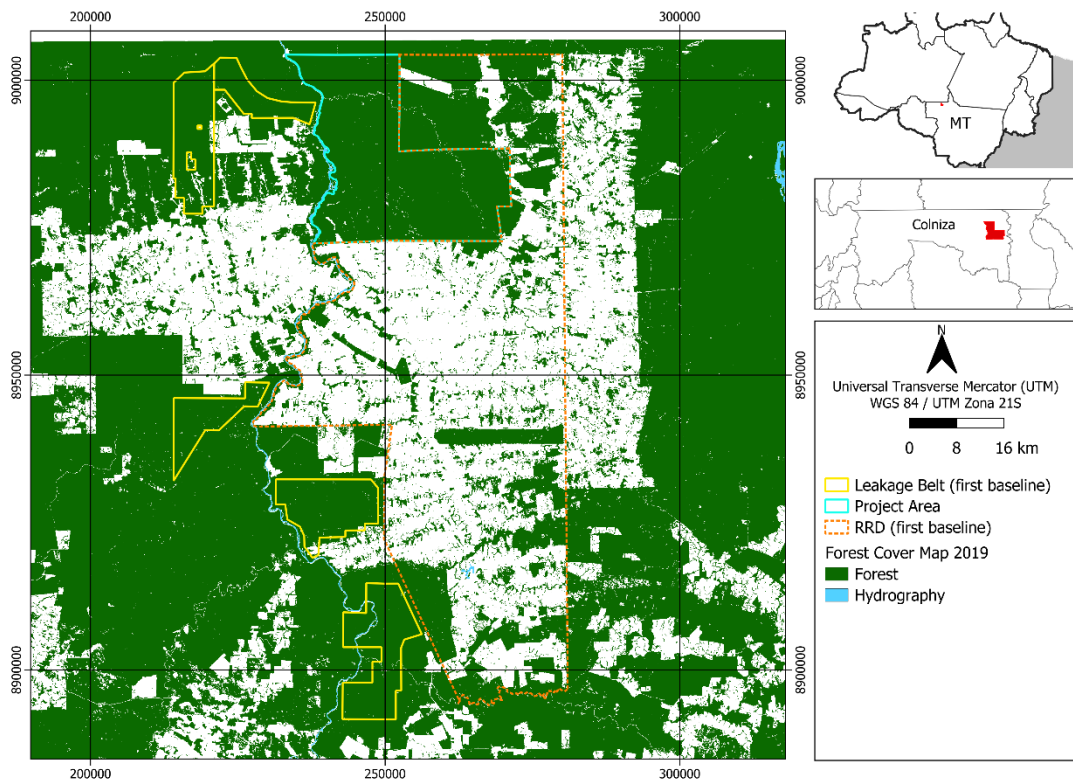 200000 250000 300000
9000000 9000000
8950000 8950000
8900000 8900000
200000 250000 300000
MT
Colniza
N
Universal Transverse Mercator (UTM)
WGS 84 / UTM Zona 21S
0 8 16 km
Leakage Belt (first baseline)
Project Area
RRD (first baseline)
Forest Cover Map 2019
Forest
Hydrography